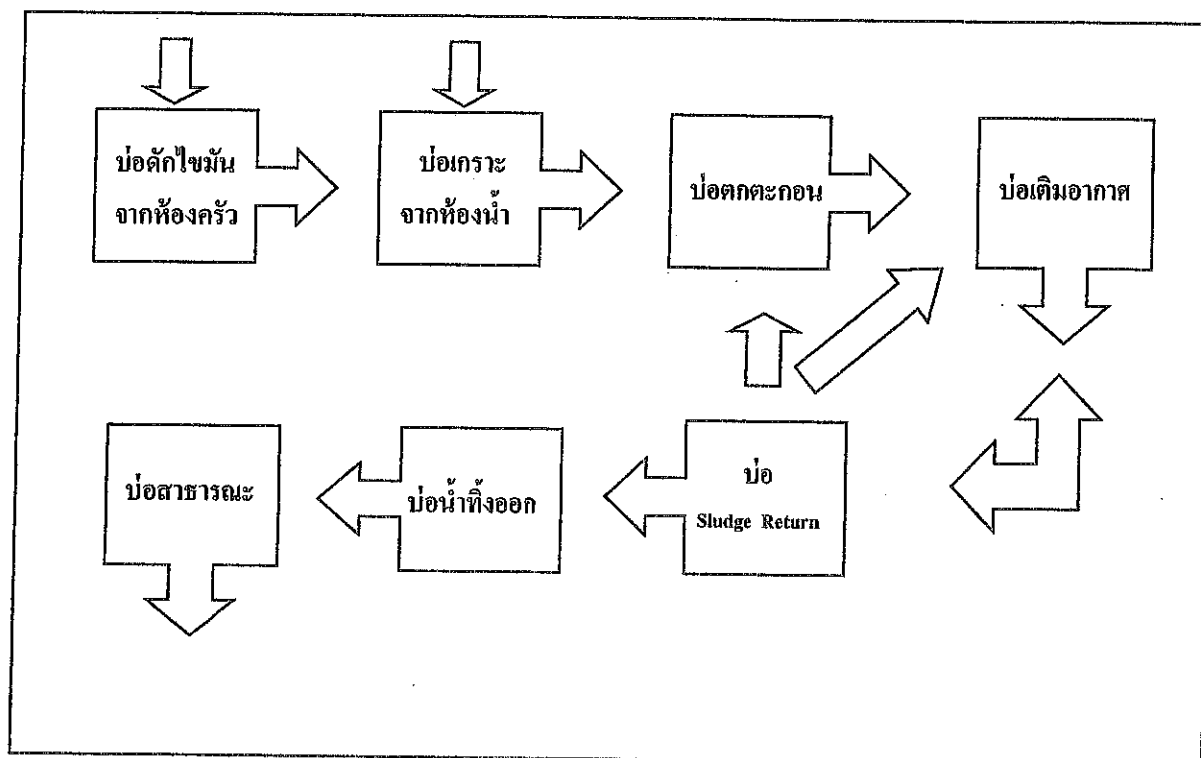 บ่อดักไขมัน
จากห้องครัว
บ่อเกราะ
จากห้องน้ำ
บ่อตกตะกอน
บ่อเติมอากาศ
บ่อสาธารณะ
บ่อน้ำทิ้งออก
บ่อ
Sludge Return